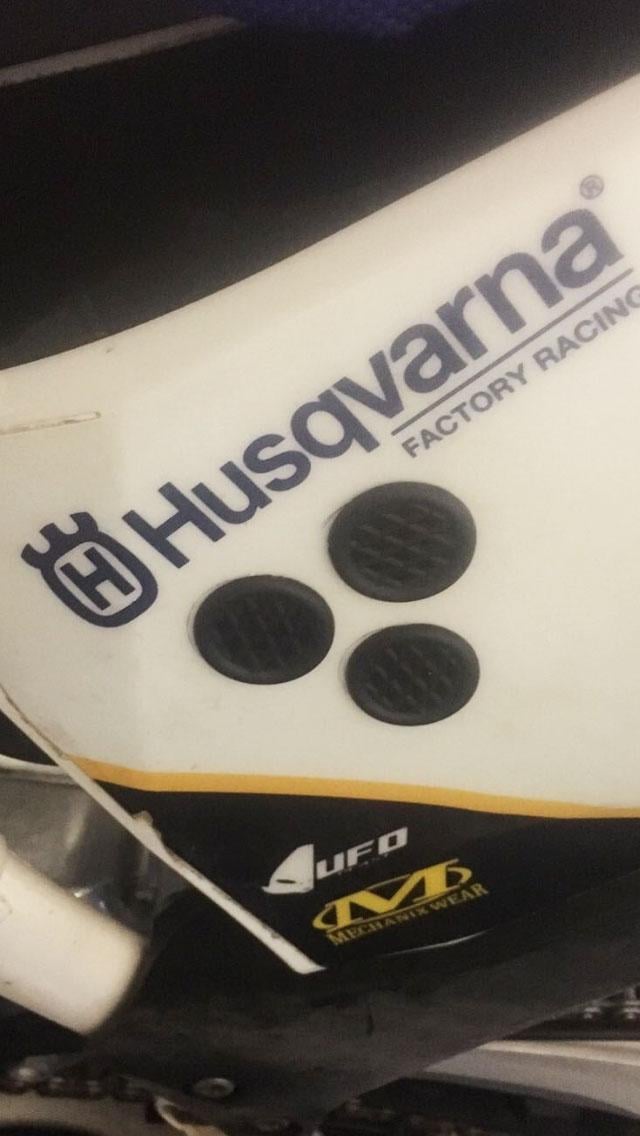 Husqvarna®
FACTORY RACING
H
UFO
M
MECHANIX WEAR